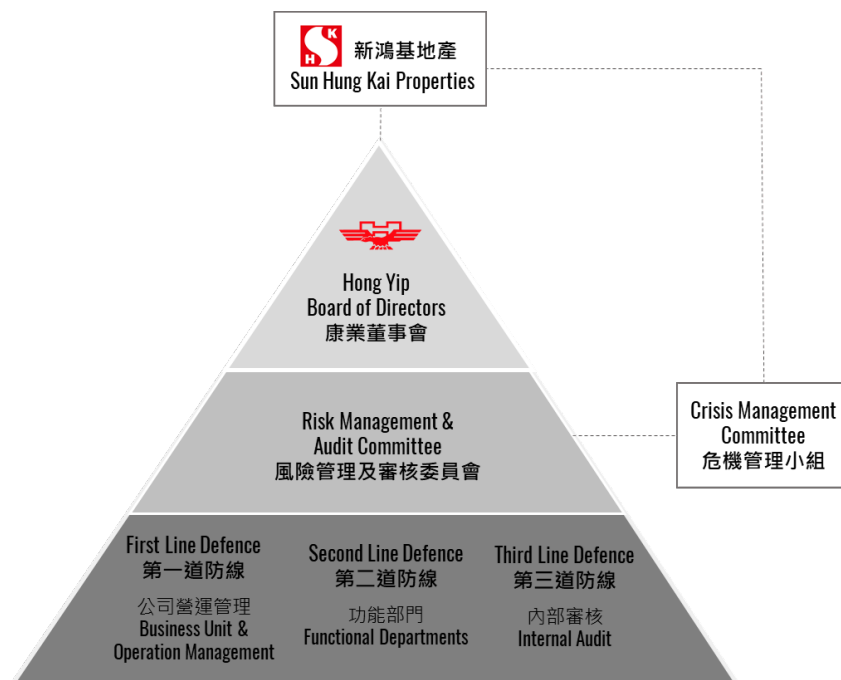 S K H
新鴻基地產
Sun Hung Kai Properties
Hong Yip
Board of Directors
康業董事會
Risk Management &
Audit Committee
風險管理及審核委員會
Crisis Management
Committee
危機管理小組
First Line Defence
第一道防線
公司營運管理
Business Unit &
Operation Management
Second Line Defence
第二道防線
功能部門
Functional Departments
Third Line Defence
第三道防線
內部審核
Internal Audit